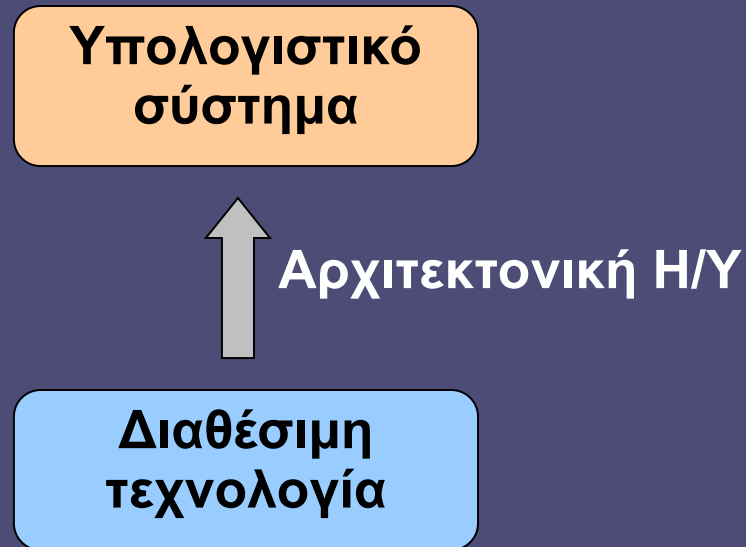 Υπολογιστικό
σύστημα
Αρχιτεκτονική Η/Υ
Διαθέσιμη
τεχνολογία